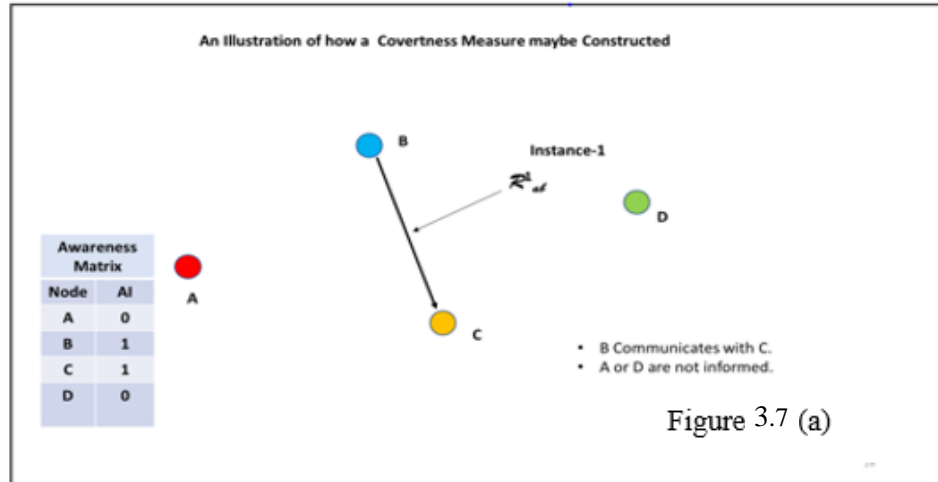 An Illustration of how a Covertness Measure maybe Constructed
B
Instance-1
D
Awareness
Matrix
Node AI
A 0
B 1
C 1
D 0
A
C
• B Communicates with C.
• A or D are not informed.
Figure 3.7 (a)